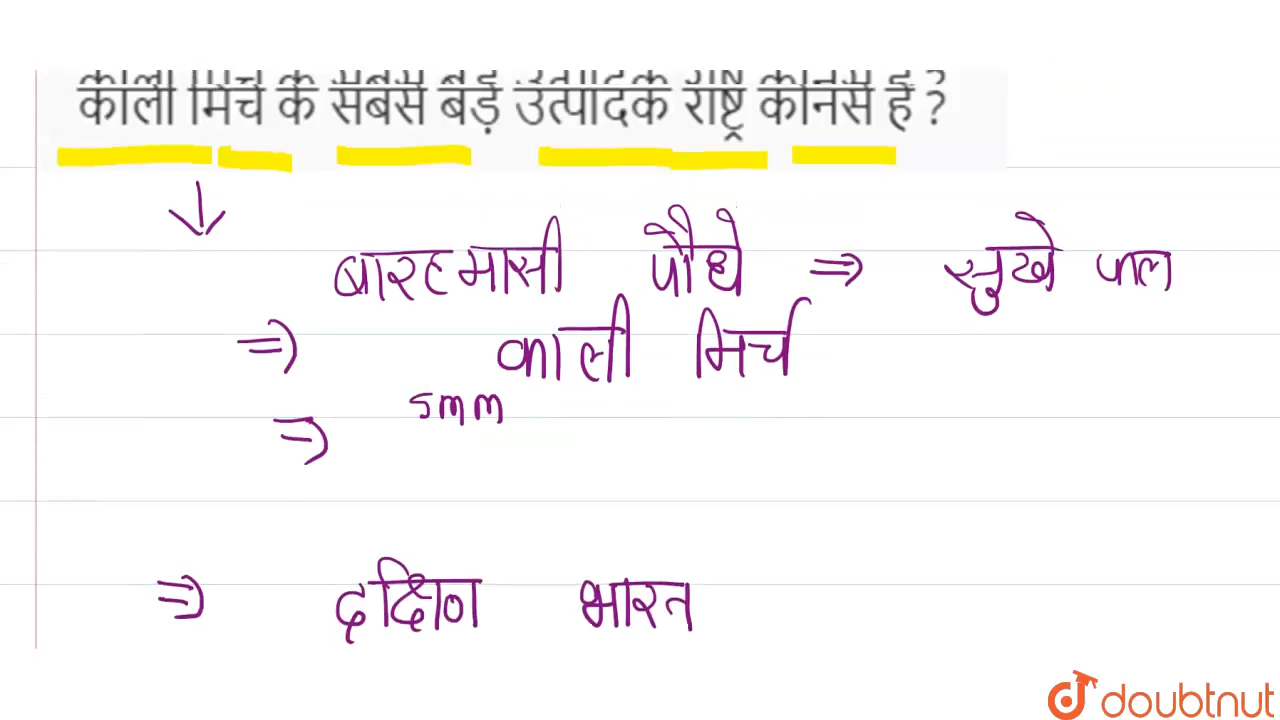 काली मिर्च के सबसे बड़े उत्पादक राष्ट्र कौनसे हैं ?
बारहमासी पौधे ⇒ सुखे फल
⇒ काली मिर्च
5mm
⇒
⇒ दक्षिण भारत
doubtnut